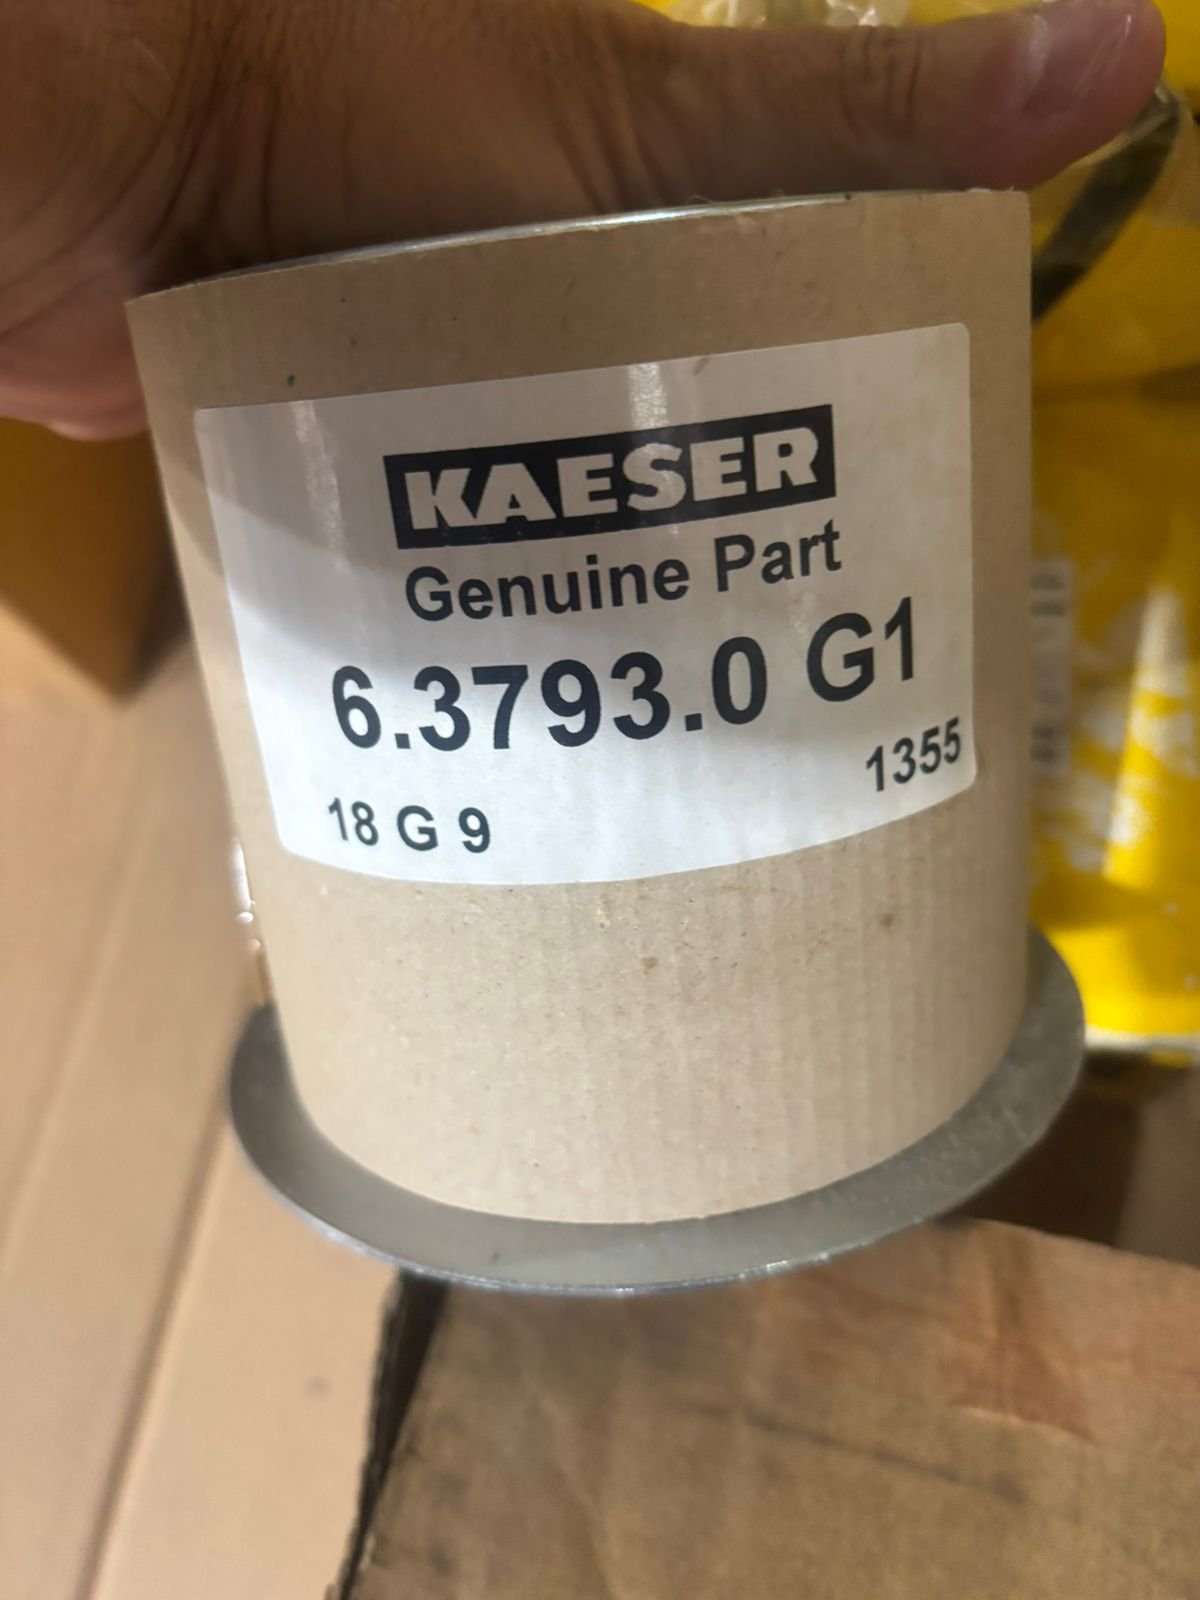 KAESER
Genuine Part
6.3793.0 G1
1355
18 G 9